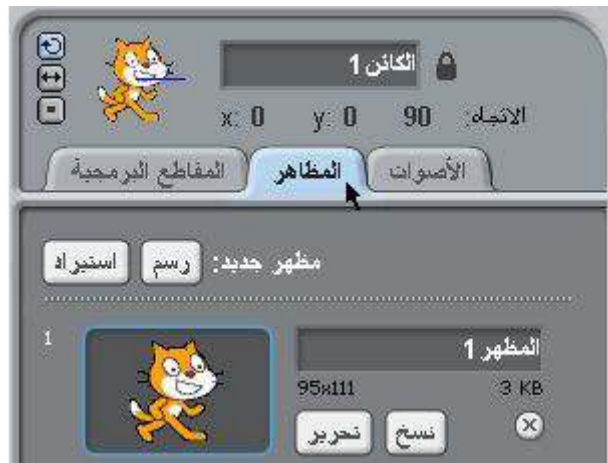 الكائن 1
الاتجاه: 90 y: 0 x: 0
الأصوات المظاهر المقاطع البرمجية
مظهر جديد: رسم استيراد
1
المظهر 1
95x111 3 KB
نسخ تحرير